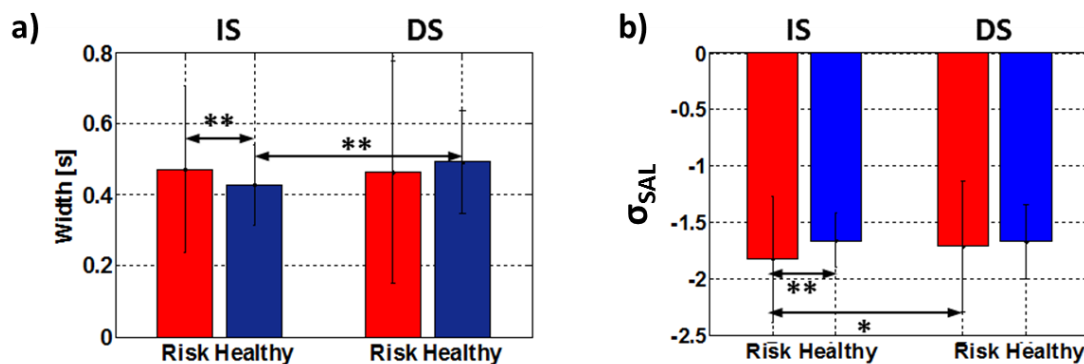 a)
IS DS
0.8
0.6
0.4
0.2
0
Width [s]
**
**
Risk Healthy Risk Healthy
b)
IS DS
0
-0.5
-1
-1.5
-2
-2.5
σSAL
**
*
Risk Healthy Risk Healthy